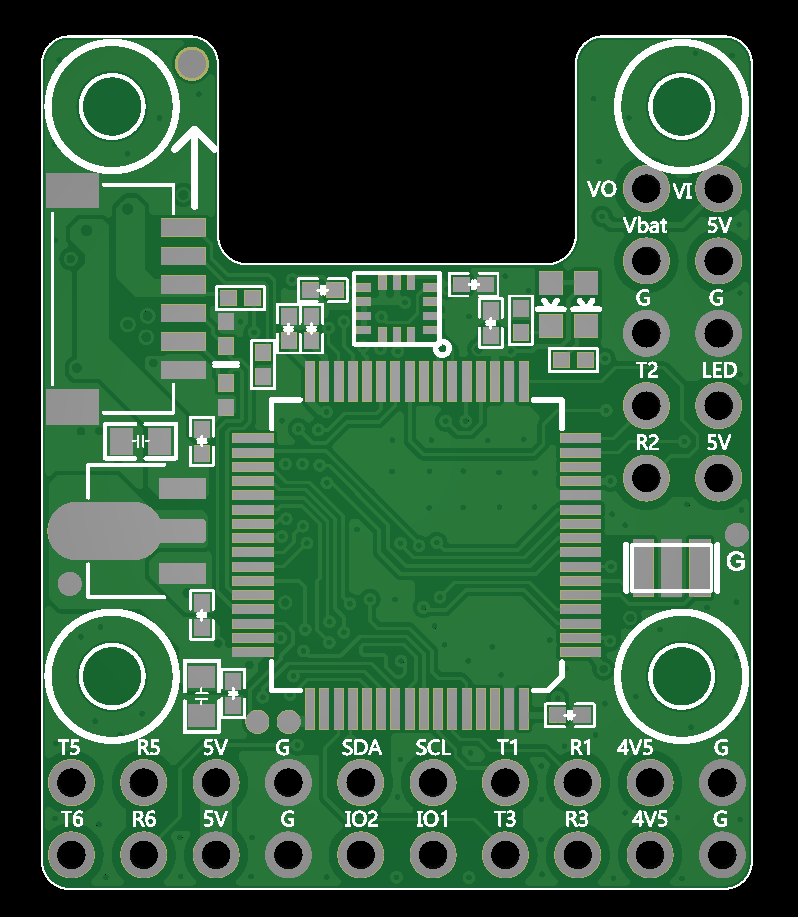 VO VI
Vbat 5V
G G
T2 LED
R2 5V
G
T5 R5 5V G SDA SCL T1 R1 4V5 G
T6 R6 5V G IO2 IO1 T3 R3 4V5 G